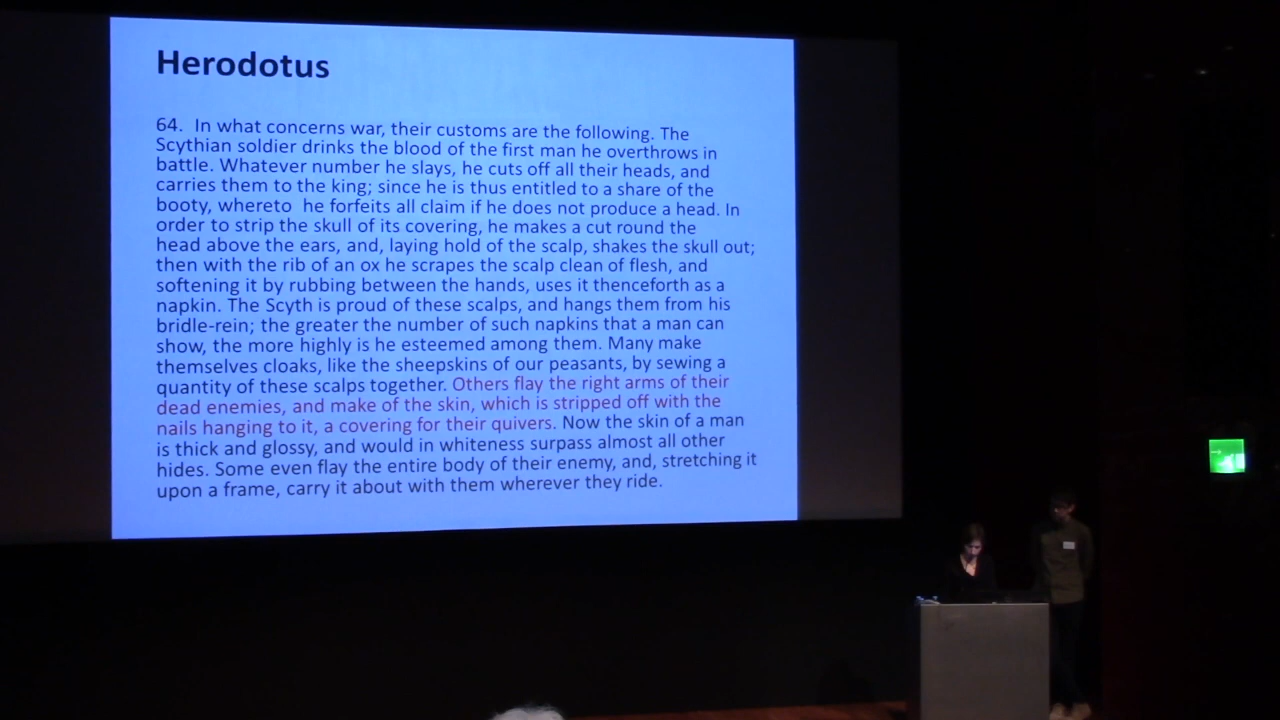 Herodotus
64. In what concerns war, their customs are the following. The
Scythian soldier drinks the blood of the first man he overthrows in
battle. Whatever number he slays, he cuts off all their heads, and
carries them to the king; since he is thus entitled to a share of the
booty, whereto he forfeits all claim if he does not produce a head. In
order to strip the skull of its covering, he makes a cut round the
head above the ears, and, laying hold of the scalp, shakes the skull out;
then with the rib of an ox he scrapes the scalp clean of flesh, and
softening it by rubbing between the hands, uses it thenceforth as a
napkin. The Scyth is proud of these scalps, and hangs them from his
bridle-rein; the greater the number of such napkins that a man can
show, the more highly is he esteemed among them. Many make
themselves cloaks, like the sheepskins of our peasants, by sewing a
quantity of these scalps together. Others flay the right arms of their
dead enemies, and make of the skin, which is stripped off with the
nails hanging to it, a covering for their quivers. Now the skin of a man
is thick and glossy, and would in whiteness surpass almost all other
hides. Some even flay the entire body of their enemy, and, stretching it
upon a frame, carry it about with them wherever they ride.